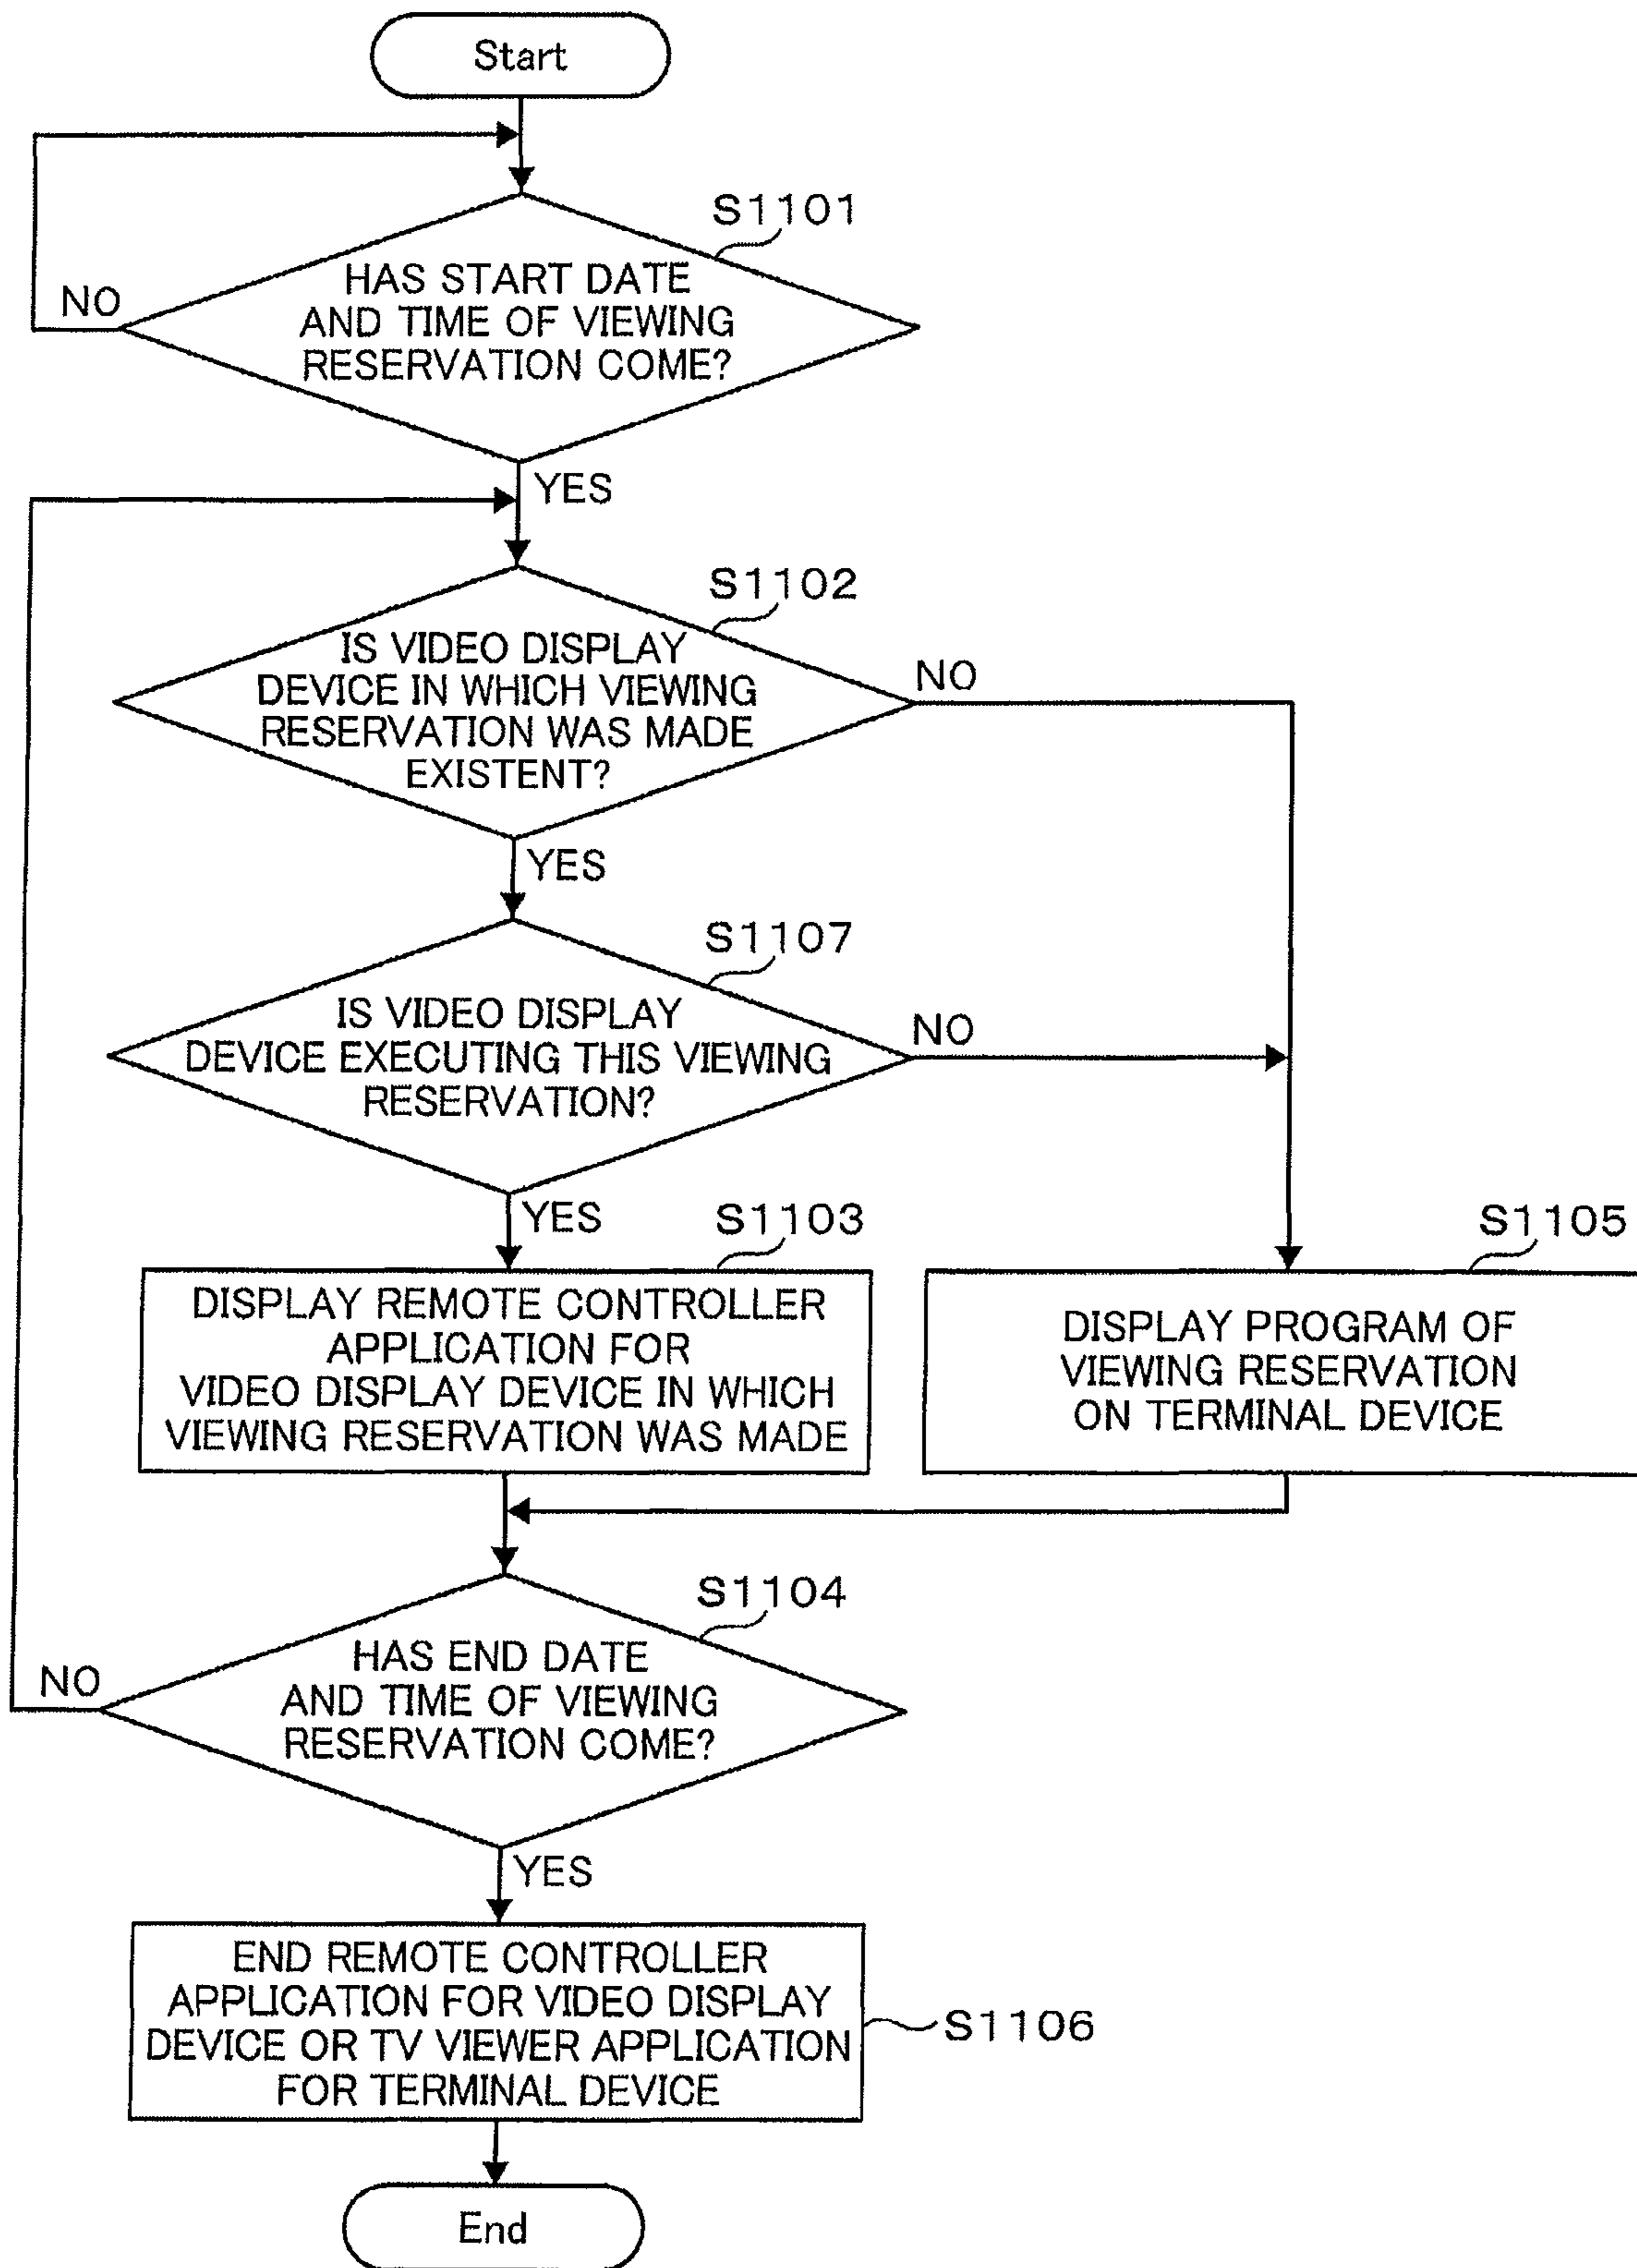 Start
S1101
HAS START DATE
AND TIME OF VIEWING
RESERVATION COME?
NO
YES
S1102
IS VIDEO DISPLAY
DEVICE IN WHICH VIEWING
RESERVATION WAS MADE
EXISTENT?
NO
YES
S1107
IS VIDEO DISPLAY
DEVICE EXECUTING THIS VIEWING
RESERVATION?
NO
YES
S1103
DISPLAY REMOTE CONTROLLER
APPLICATION FOR
VIDEO DISPLAY DEVICE IN WHICH
VIEWING RESERVATION WAS MADE
S1105
DISPLAY PROGRAM OF
VIEWING RESERVATION
ON TERMINAL DEVICE
S1104
HAS END DATE
AND TIME OF VIEWING
RESERVATION COME?
NO
YES
END REMOTE CONTROLLER
APPLICATION FOR VIDEO DISPLAY
DEVICE OR TV VIEWER APPLICATION
FOR TERMINAL DEVICE
S1106
End